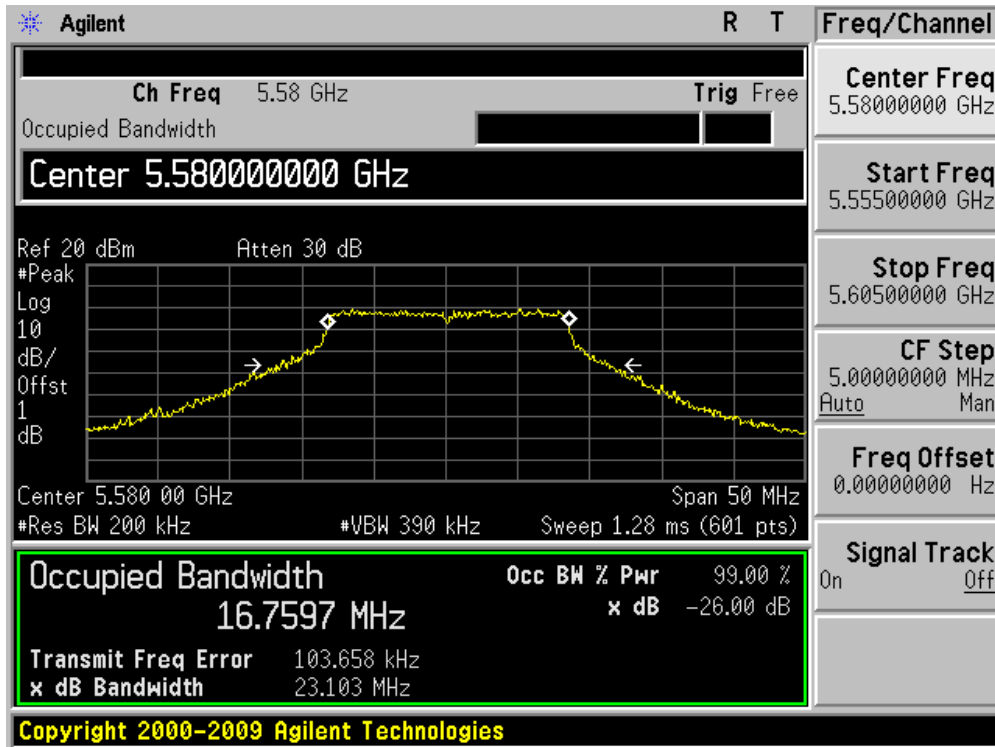 Agilent R T
Freq/Channel
Ch Freq 5.58 GHz Trig Free
Occupied Bandwidth
Center 5.580000000 GHz
Ref 20 dBm Atten 30 dB
#Peak
Log
10
dB/
Offst
1
dB
Center 5.580 00 GHz Span 50 MHz
#Res BW 200 kHz #VBW 390 kHz Sweep 1.28 ms (601 pts)
Occupied Bandwidth Occ BW % Pwr 99.00 %
16.7597 MHz x dB -26.00 dB
Transmit Freq Error 103.658 kHz
x dB Bandwidth 23.103 MHz
Center Freq
5.58000000 GHz
Start Freq
5.55500000 GHz
Stop Freq
5.60500000 GHz
CF Step
5.00000000 MHz
Auto Man
Freq Offset
0.00000000 Hz
Signal Track
On Off
Copyright 2000-2009 Agilent Technologies